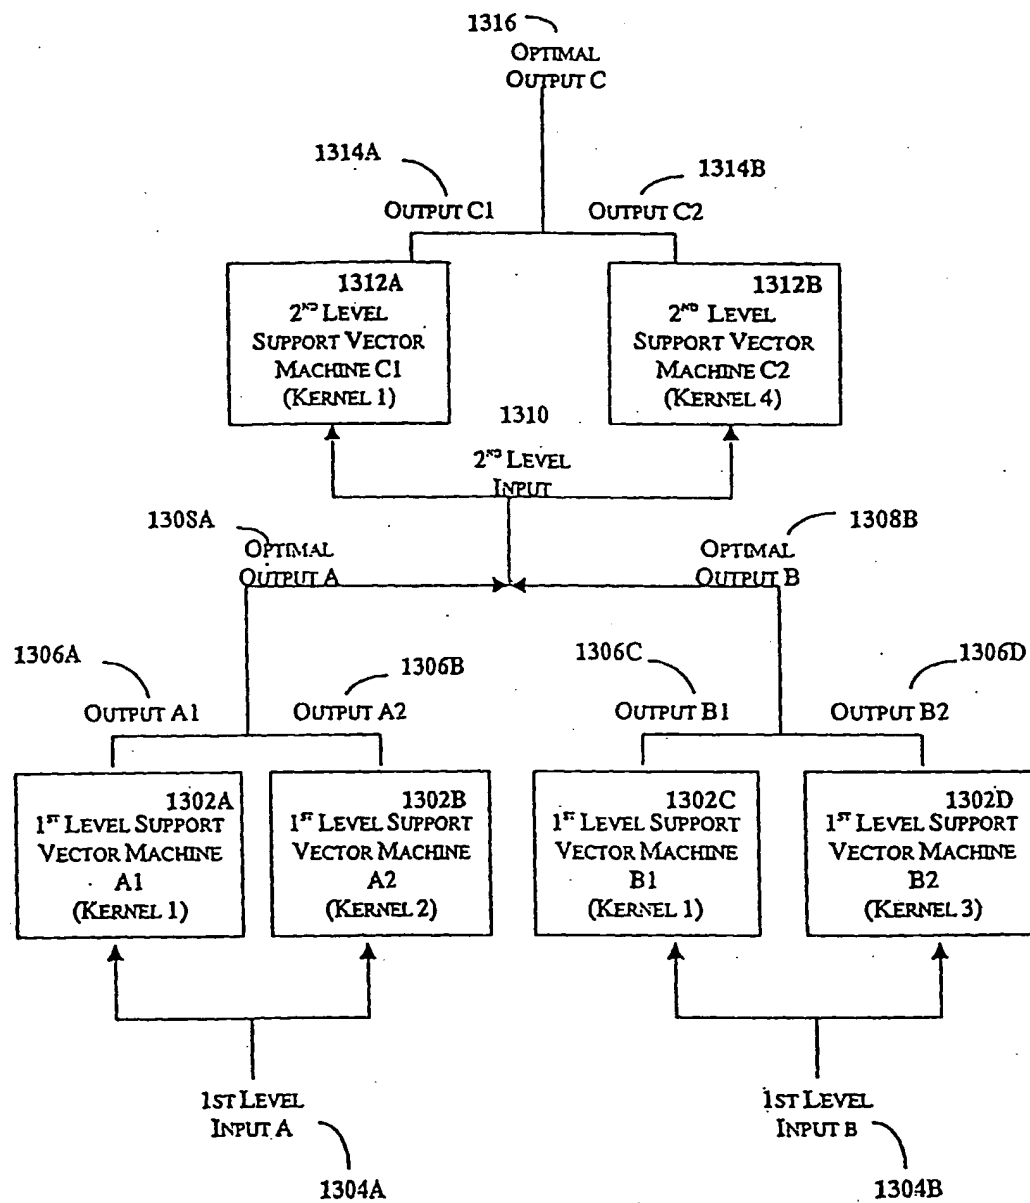 1316
OPTIMAL
OUTPUT C
1314A
1314B
OUTPUT C1
OUTPUT C2
1312A
2ND LEVEL
SUPPORT VECTOR
MACHINE C1
(KERNEL 1)
1312B
2ND LEVEL
SUPPORT VECTOR
MACHINE C2
(KERNEL 4)
1310
2ND LEVEL
INPUT
1308A
OPTIMAL
OUTPUT A
1308B
OPTIMAL
OUTPUT B
1306A
1306B
1306C
1306D
OUTPUT A1
OUTPUT A2
OUTPUT B1
OUTPUT B2
1302A
1ST LEVEL SUPPORT
VECTOR MACHINE
A1
(KERNEL 1)
1302B
1ST LEVEL SUPPORT
VECTOR MACHINE
A2
(KERNEL 2)
1302C
1ST LEVEL SUPPORT
VECTOR MACHINE
B1
(KERNEL 1)
1302D
1ST LEVEL SUPPORT
VECTOR MACHINE
B2
(KERNEL 3)
1ST LEVEL
INPUT A
1304A
1ST LEVEL
INPUT B
1304B